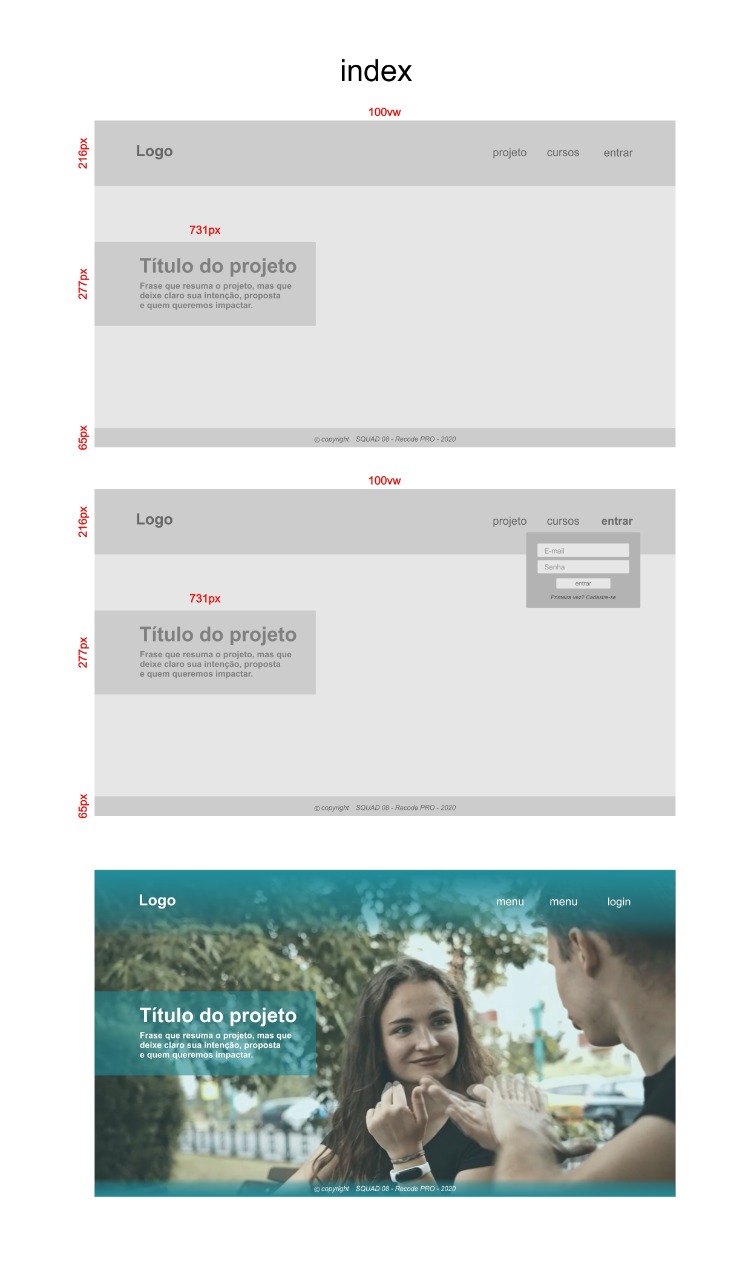 index
100vw
216px
Logo
projeto cursos entrar
731px
277px
Título do projeto
Frase que resuma o projeto, mas que
deixe claro sua intenção, proposta
e quem queremos impactar.
65px
© copyright SQUAD 08 - Recode PRO - 2020
100vw
216px
Logo
projeto cursos entrar
E-mail
Senha
entrar
Primeira vez? Cadastre-se
731px
277px
Título do projeto
Frase que resuma o projeto, mas que
deixe claro sua intenção, proposta
e quem queremos impactar.
65px
© copyright SQUAD 08 - Recode PRO - 2020
Logo
menu menu login
Título do projeto
Frase que resuma o projeto, mas que
deixe claro sua intenção, proposta
e quem queremos impactar.
© copyright SQUAD 08 - Recode PRO - 2020